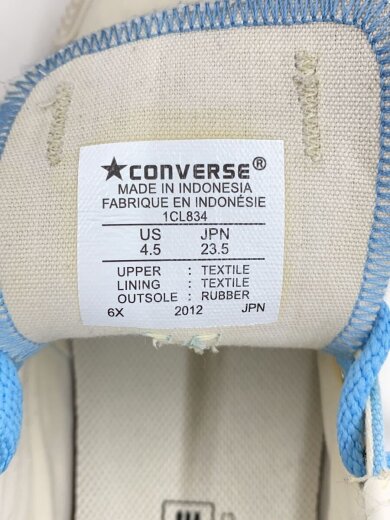 ★CONVERSE®
MADE IN INDONESIA
FABRIQUE EN INDONÉSIE
1CL834
US JPN
4.5 23.5
UPPER : TEXTILE
LINING : TEXTILE
OUTSOLE : RUBBER
6X 2012 JPN